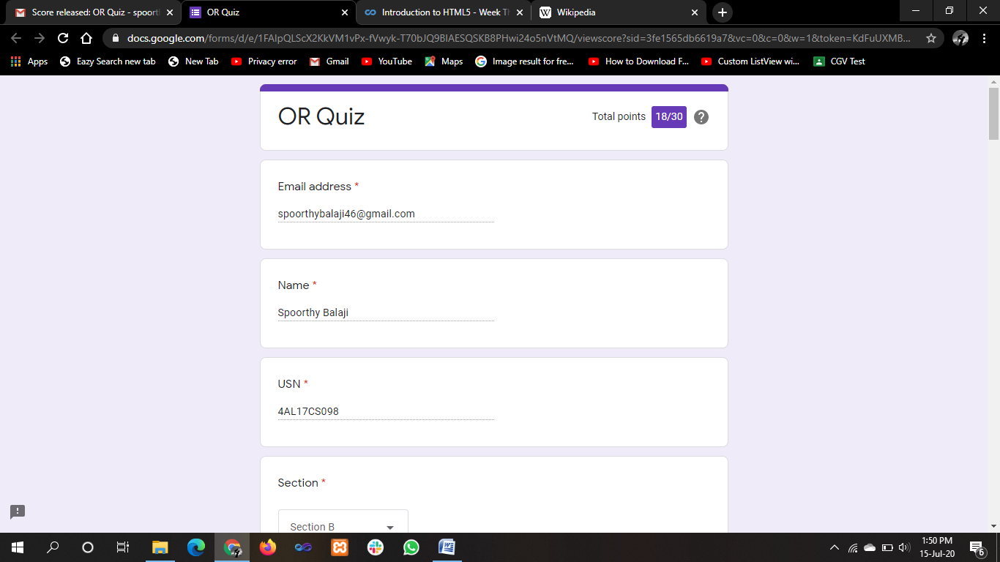 Score released: OR Quiz - spoort
OR Quiz
Introduction to HTML5 - Week Th
Wikipedia
docs.google.com/forms/d/e/1FAIpQLScX2KkVM1vPx-fVwyk-T70bJQ9BIAESQSKB8PHwi24o5nVtMQ/viewscore?sid=3fe1565db6619a7&vc=0&c=0&w=1&token=KdFuUXMB...
Apps
Eazy Search new tab
New Tab
Privacy error
Gmail
YouTube
Maps
Image result for fre...
How to Download F...
Custom ListView wi...
CGV Test
OR Quiz
Total points 18/30
Email address *
spoorthybalaji46@gmail.com
Name *
Spoorthy Balaji
USN *
4AL17CS098
Section *
Section B
1:50 PM
15-Jul-20
6